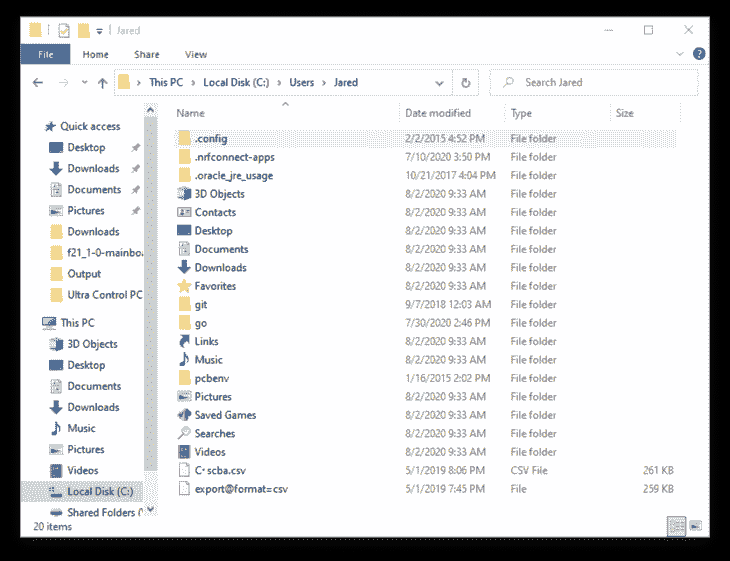 Jared
File Home Share View
This PC Local Disk (C:) Users Jared Search Jared
Name Date modified Type Size
Quick access
Desktop
Downloads
Documents
Pictures
Downloads
f21_1-0-mainboa
Output
Ultra Control PC
This PC
3D Objects
Desktop
Documents
Downloads
Music
Pictures
Videos
Local Disk (C:)
Shared Folders (
.config 2/2/2015 4:52 PM File folder
.nrfconnect-apps 7/10/2020 3:50 PM File folder
.oracle_jre_usage 10/21/2017 4:04 PM File folder
3D Objects 8/2/2020 9:33 AM File folder
Contacts 8/2/2020 9:33 AM File folder
Desktop 8/2/2020 9:33 AM File folder
Documents 8/2/2020 9:33 AM File folder
Downloads 8/2/2020 9:33 AM File folder
Favorites 8/2/2020 9:33 AM File folder
git 9/7/2018 12:03 AM File folder
go 7/30/2020 2:46 PM File folder
Links 8/2/2020 9:33 AM File folder
Music 8/2/2020 9:33 AM File folder
pcbenv 1/16/2015 2:02 PM File folder
Pictures 8/2/2020 9:33 AM File folder
Saved Games 8/2/2020 9:33 AM File folder
Searches 8/2/2020 9:33 AM File folder
Videos 8/2/2020 9:33 AM File folder
scba.csv 5/1/2019 8:06 PM CSV File 261 KB
export@format=csv 5/1/2019 7:45 PM File 259 KB
20 items